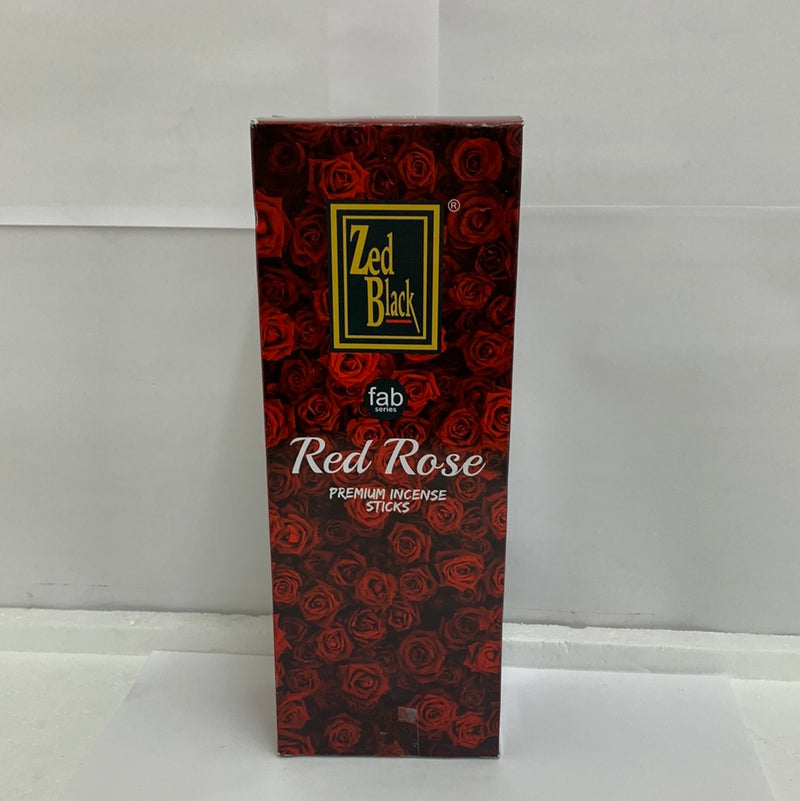 Zed
Black
®
fab
series
Red Rose
PREMIUM INCENSE
STICKS